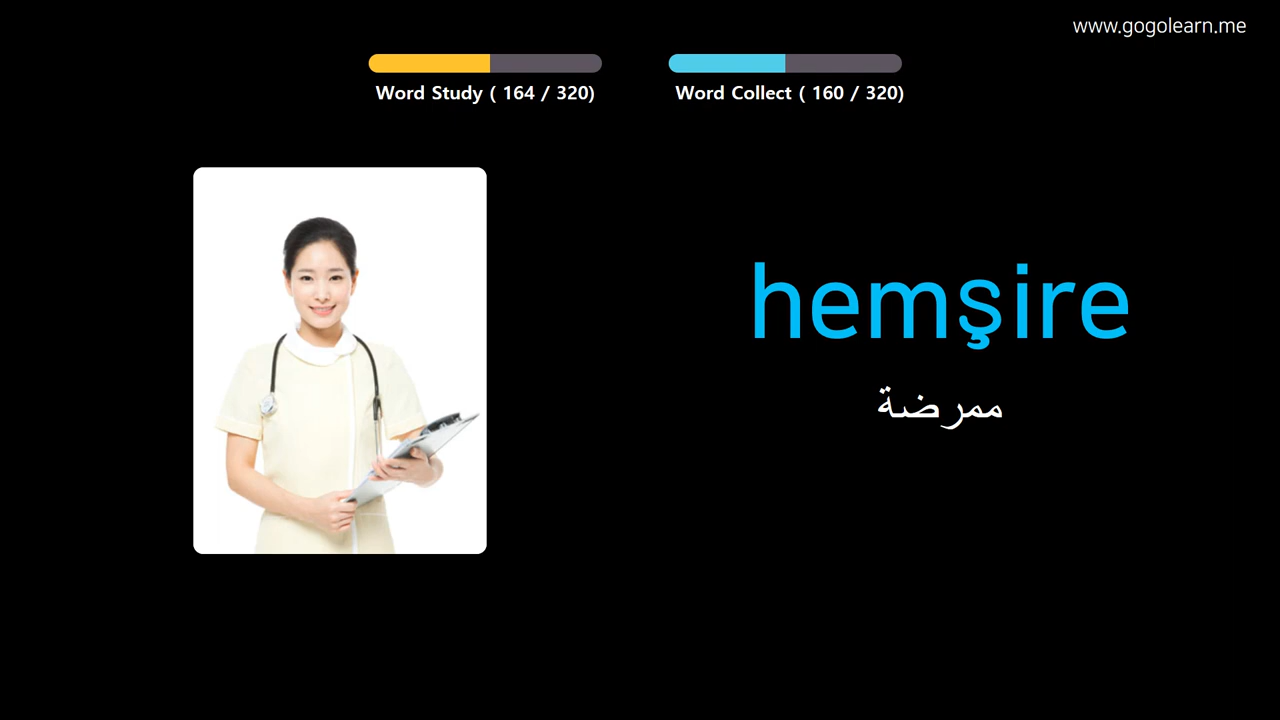 www.gogolearn.me
Word Study ( 164 / 320)
Word Collect ( 160 / 320)
hemşire
ممرضة